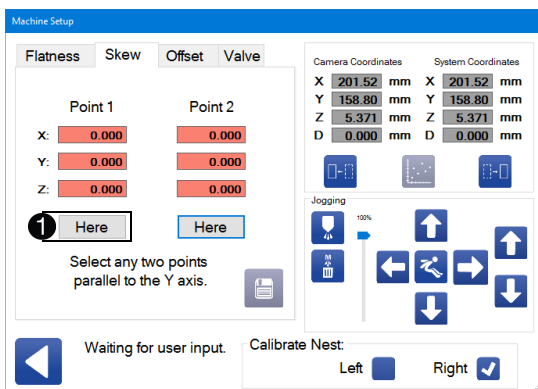 Machine Setup
Flatness Skew Offset Valve
Point 1 Point 2
X: 0.000 0.000
Y: 0.000 0.000
Z: 0.000 0.000
1 Here Here
Select any two points
parallel to the Y axis.
Camera Coordinates System Coordinates
X 201.52 mm X 201.52 mm
Y 158.80 mm Y 158.80 mm
Z 5.371 mm Z 5.371 mm
D 0.000 mm D 0.000 mm
Jogging
100%
M
Waiting for user input.
Calibrate Nest:
Left Right